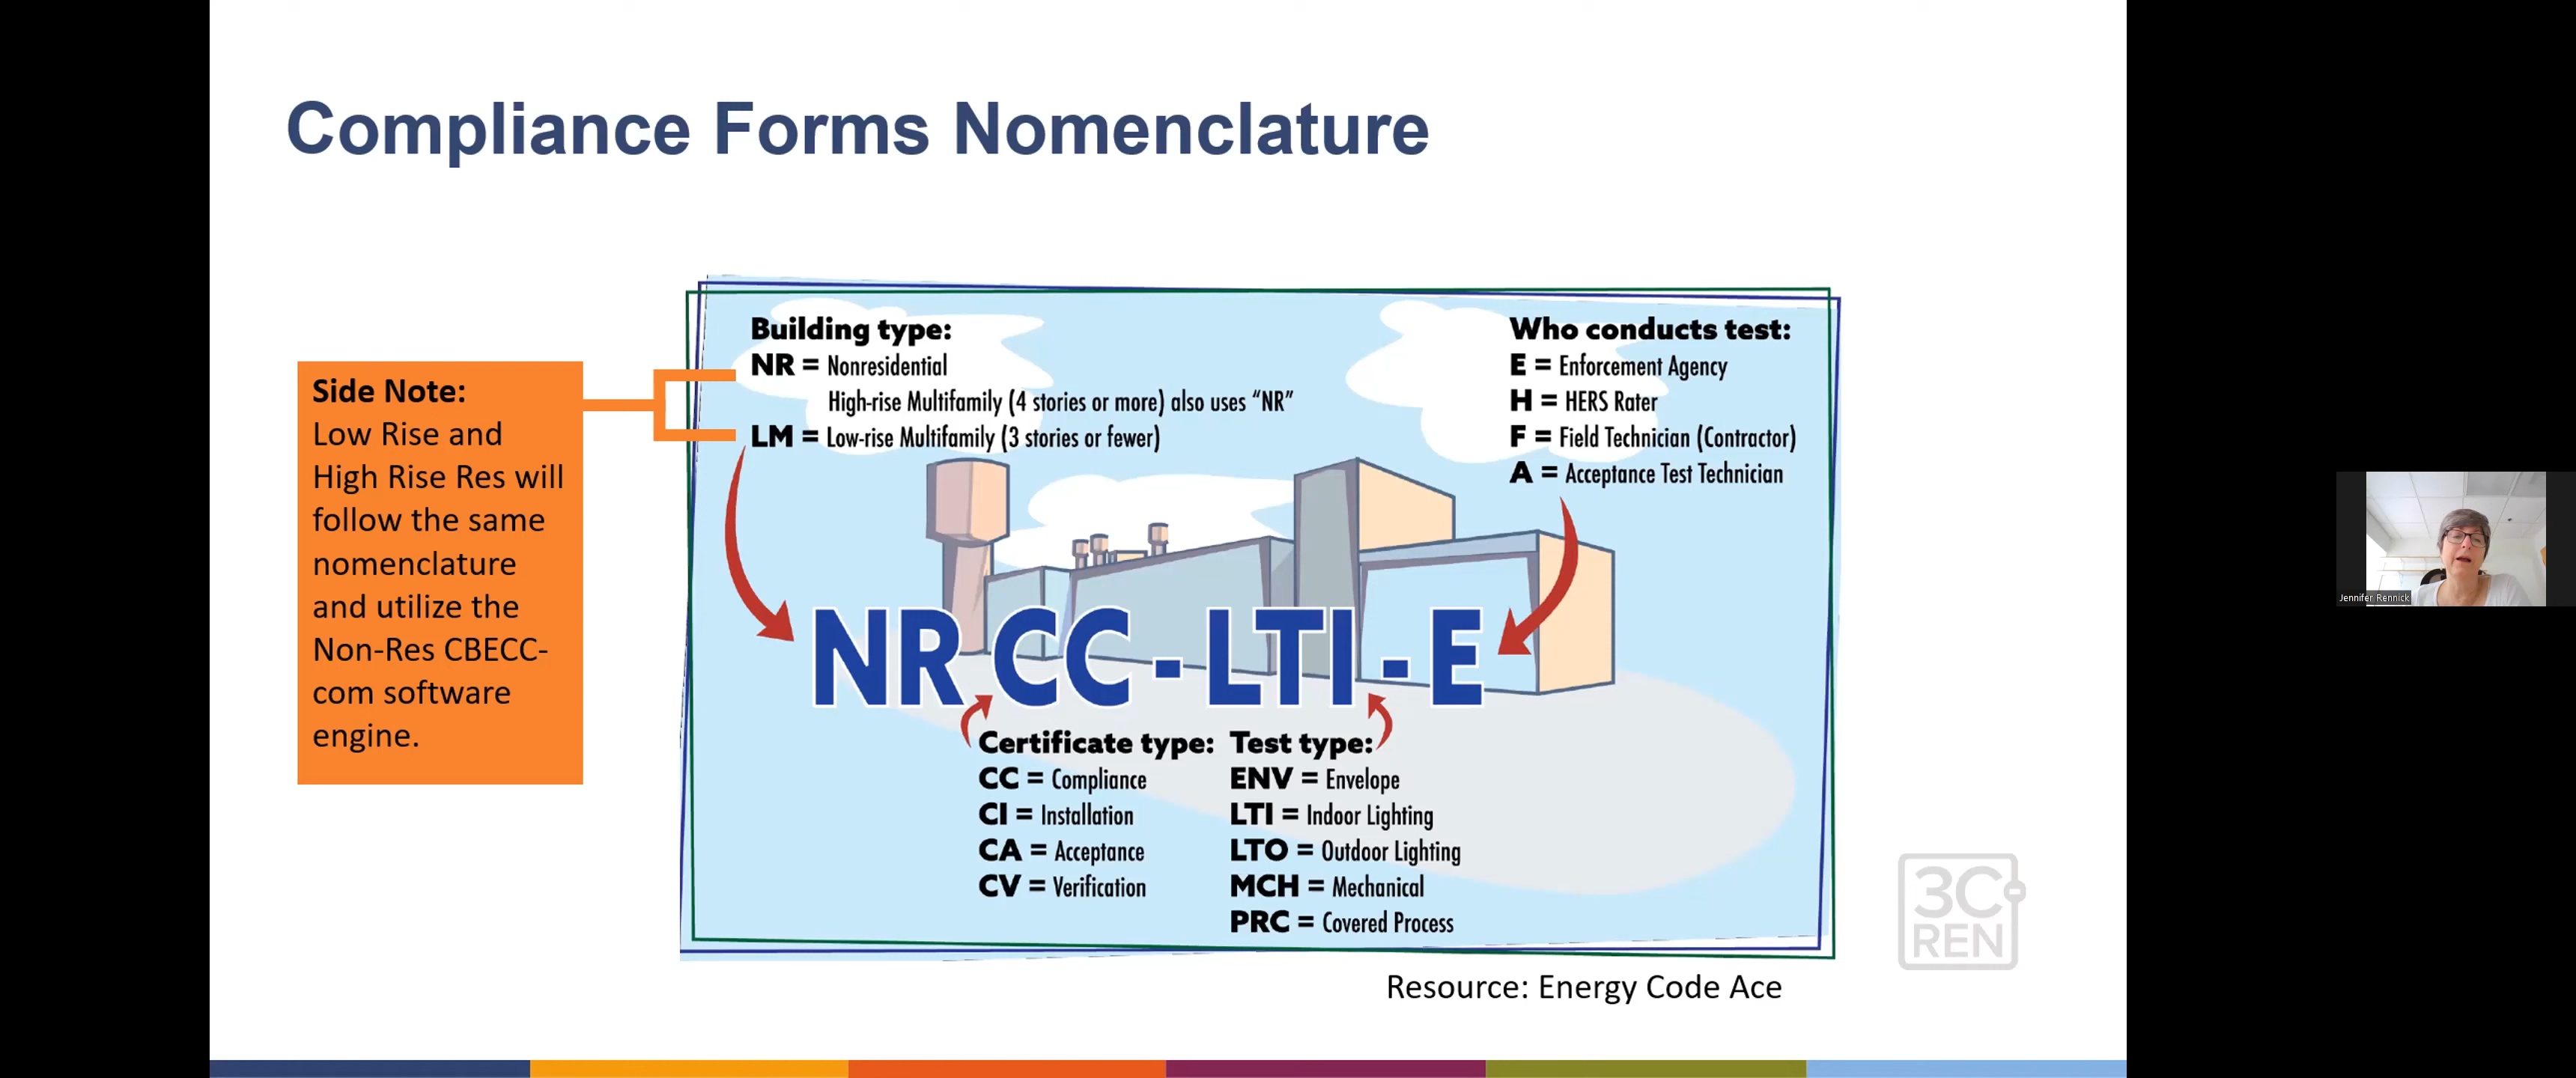 Compliance Forms Nomenclature
Side Note:
Low Rise and
High Rise Res will
follow the same
nomenclature
and utilize the
Non-Res CBECC-
com software
engine.
Building type:
NR = Nonresidential
High-rise Multifamily (4 stories or more) also uses “NR”
LM = Low-rise Multifamily (3 stories or fewer)
Who conducts test:
E = Enforcement Agency
H = HERS Rater
F = Field Technician (Contractor)
A = Acceptance Test Technician
NRCC-LTI-E
Certificate type:
CC = Compliance
CI = Installation
CA = Acceptance
CV = Verification
Test type:
ENV = Envelope
LTI = Indoor Lighting
LTO = Outdoor Lighting
MCH = Mechanical
PRC = Covered Process
Resource: Energy Code Ace
3C-
REN
Jennifer Rennick